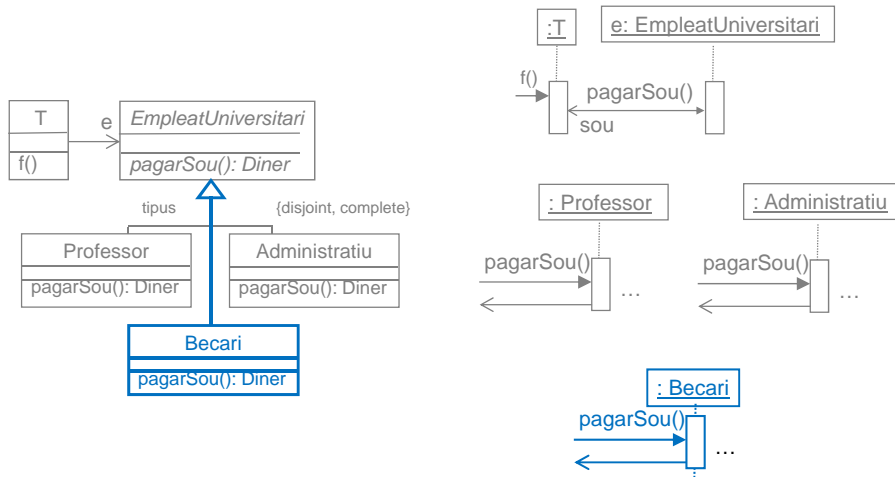 T
f()
e
EmpleatUniversitari
pagarSou(): Diner
tipus
{disjoint, complete}
Professor
pagarSou(): Diner
Administratiu
pagarSou(): Diner
Becari
pagarSou(): Diner
:T
e: EmpleatUniversitari
f()
pagarSou()
sou
: Professor
pagarSou()
...
: Administratiu
pagarSou()
...
: Becari
pagarSou()
...